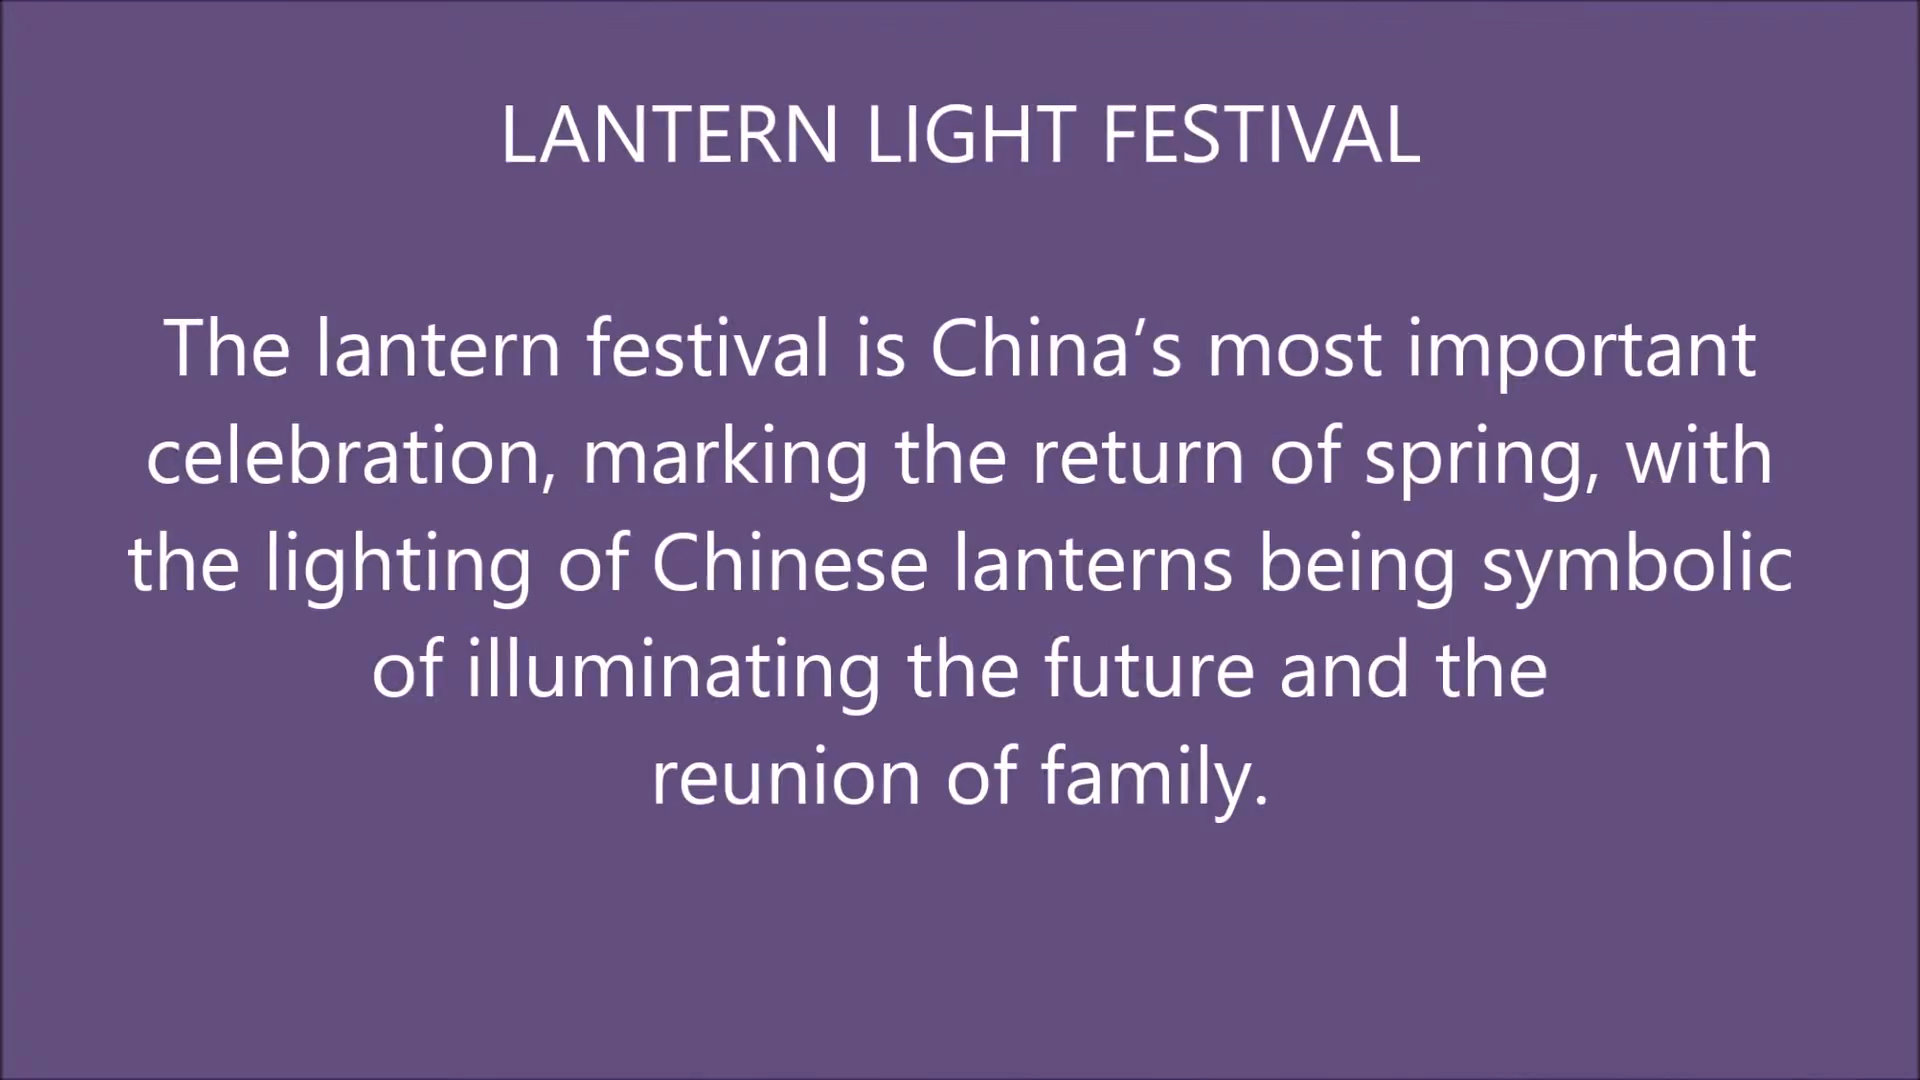 LANTERN LIGHT FESTIVAL
The lantern festival is China’s most important
celebration, marking the return of spring, with
the lighting of Chinese lanterns being symbolic
of illuminating the future and the
reunion of family.